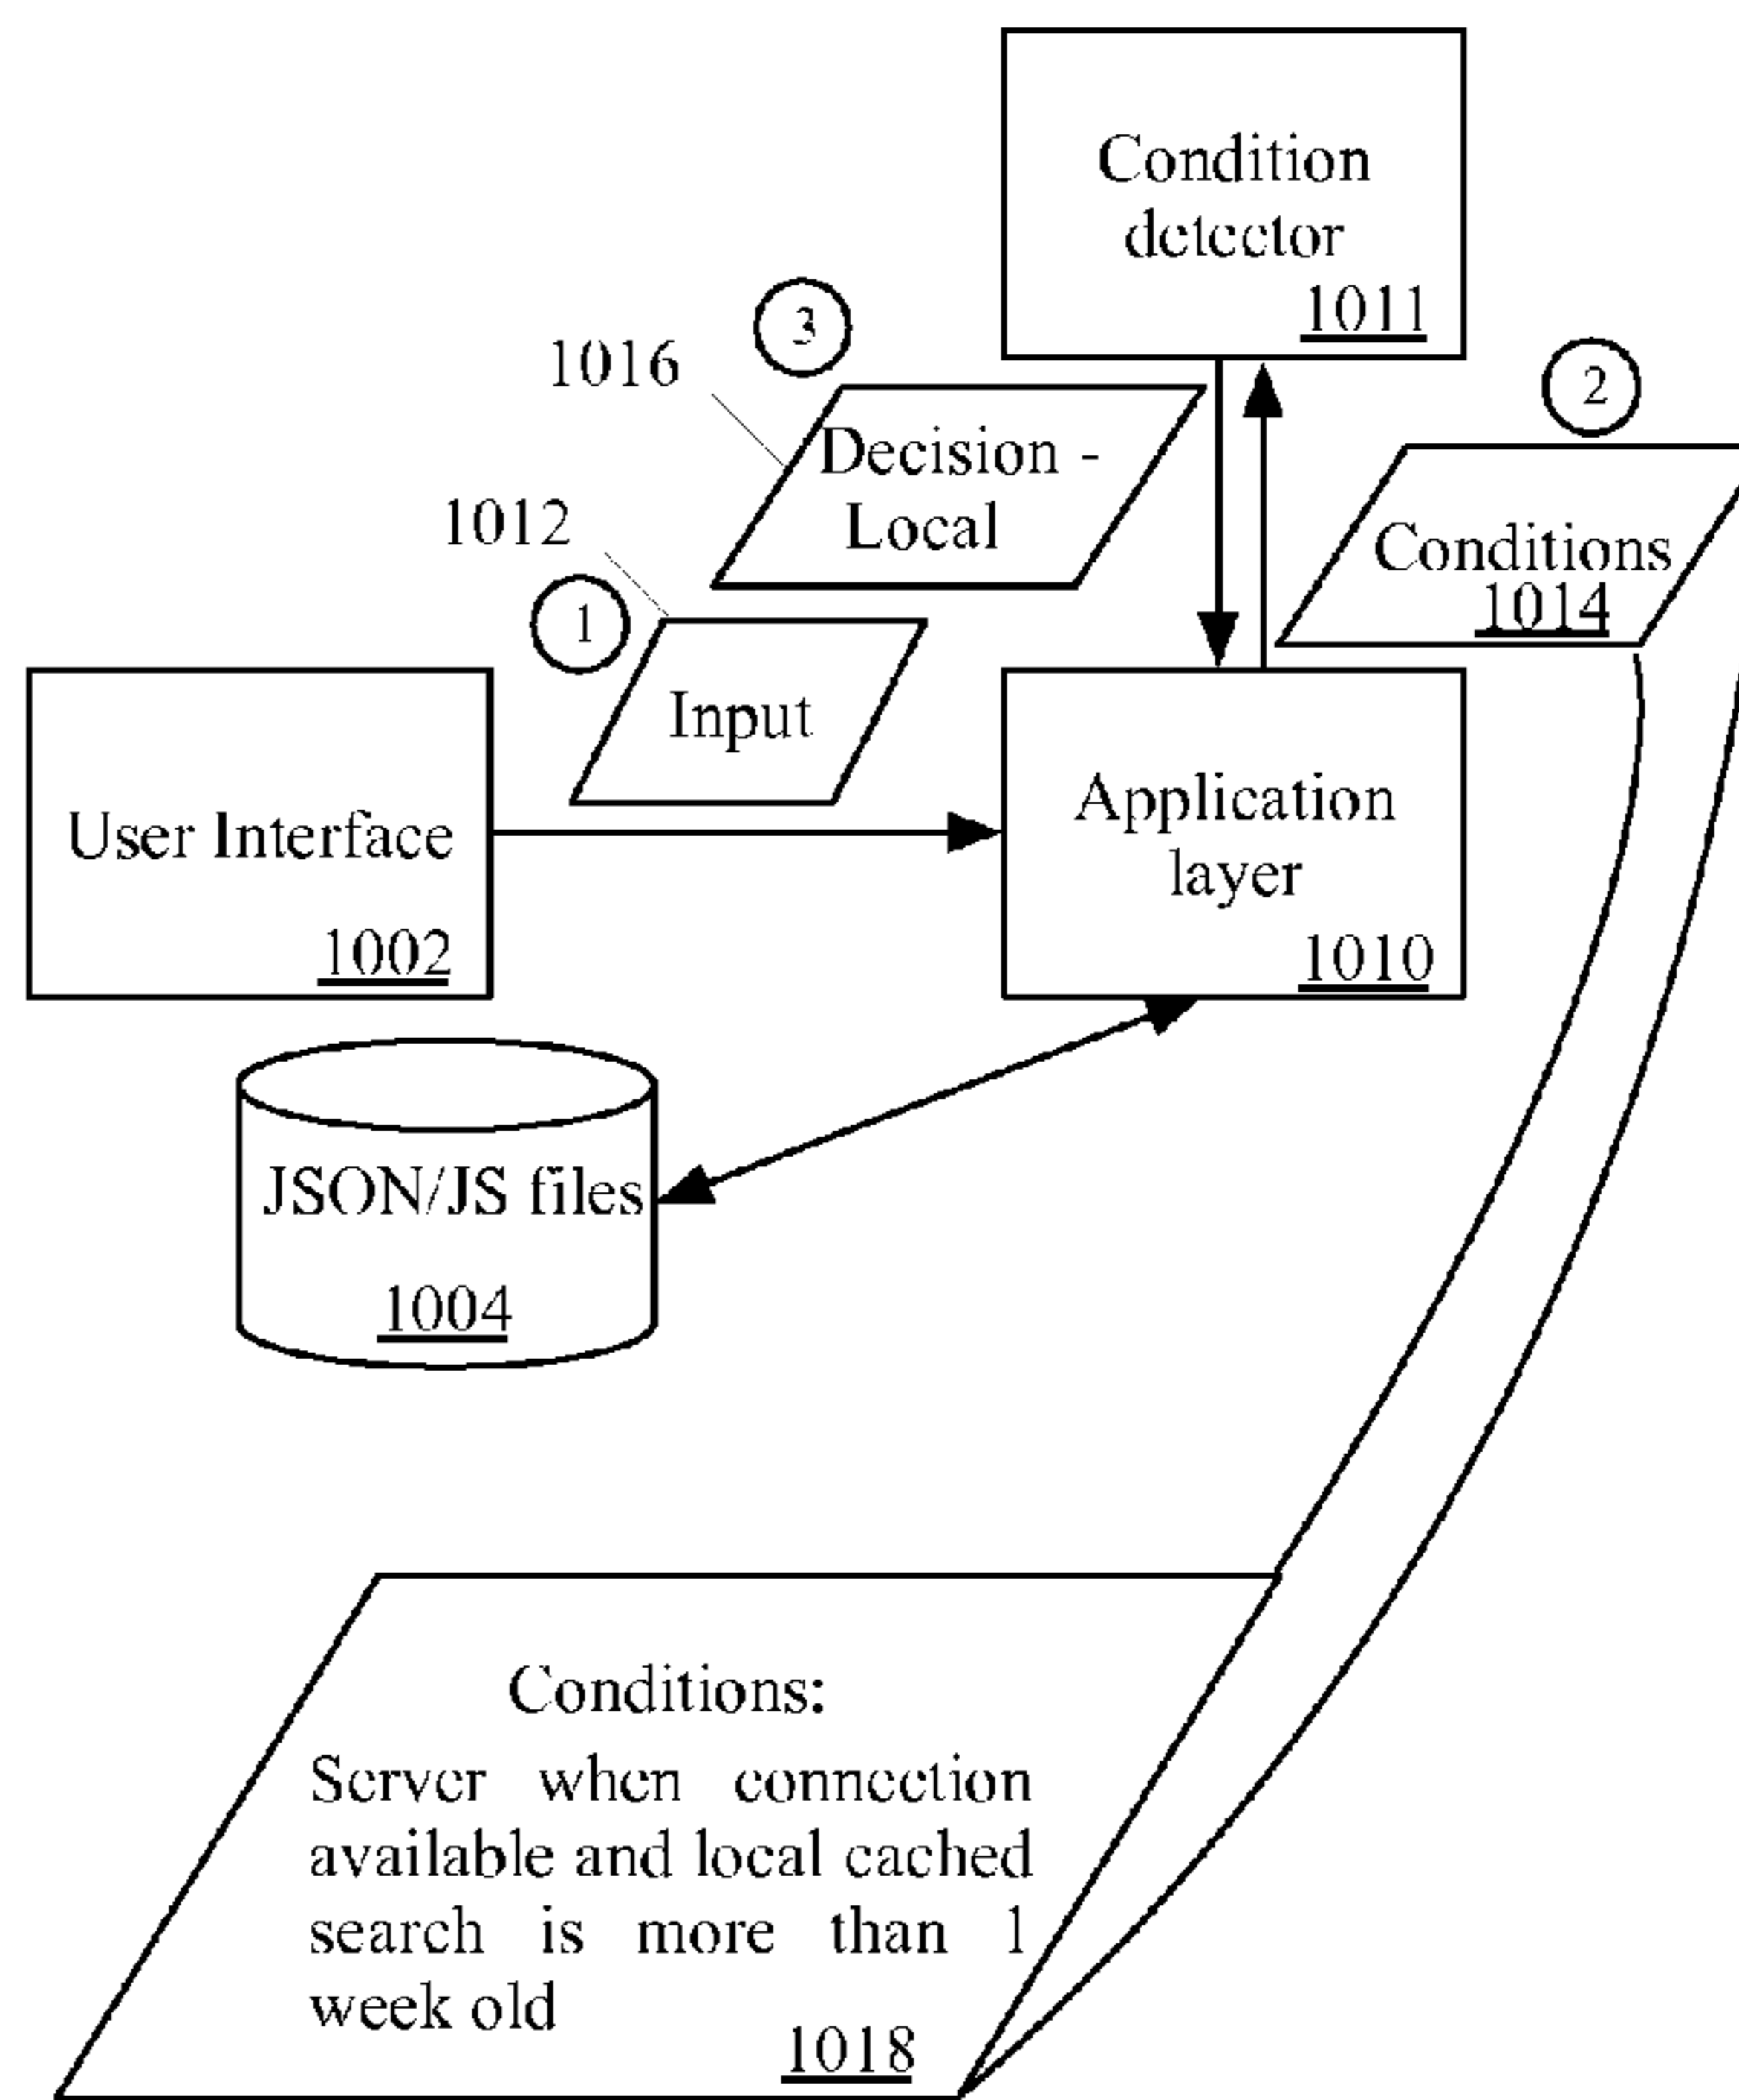 Condition
detector
1011
3
1016
2
Decision -
Local
1012
Conditions
1014
1
Input
User Interface
1002
Application
layer
1010
JSON/JS files
1004
Conditions:
Server when connection
available and local cached
search is more than 1
week old
1018